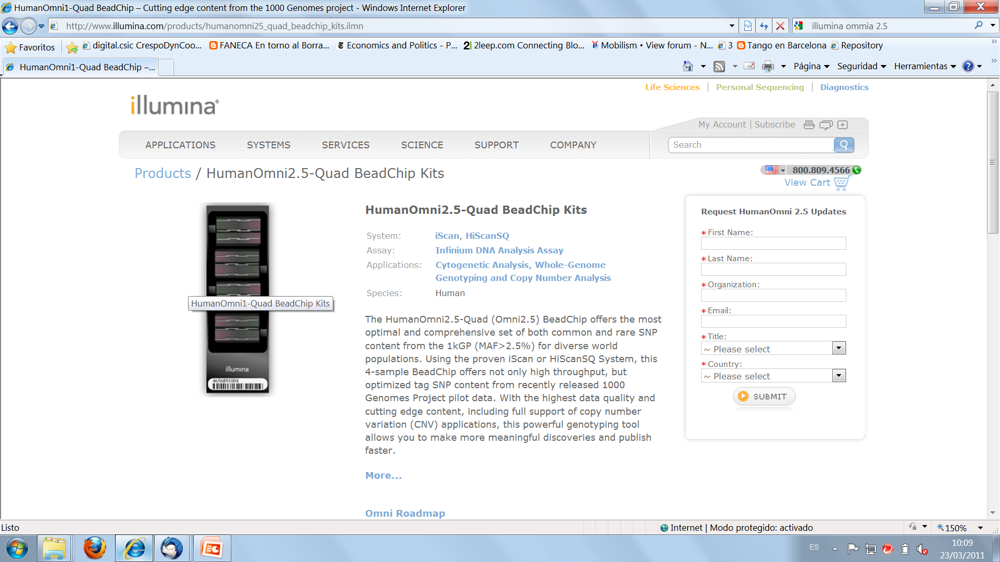 HumanOmni1-Quad BeadChip – Cutting edge content from the 1000 Genomes project - Windows Internet Explorer
http://www.illumina.com/products/humanomni25_quad_beadchip_kits.ilmn
illumina ommia 2.5
Favoritos
digital.csic CrespoDynCoo...
FANECA En torno al Borra...
Economics and Politics - P...
2leep.com Connecting Blo...
Mobilism • View forum - N...
3
Tango en Barcelona
Repository
HumanOmni1-Quad BeadChip –...
Página
Seguridad
Herramientas
Life Sciences | Personal Sequencing | Diagnostics
illumina®
My Account | Subscribe
APPLICATIONS SYSTEMS SERVICES SCIENCE SUPPORT COMPANY
Search
Products / HumanOmni2.5-Quad BeadChip Kits
800.809.4566
View Cart
HumanOmni1-Quad BeadChip Kits
illumina
4656891004
HumanOmni2.5-Quad BeadChip Kits
System: iScan, HiScanSQ
Assay: Infinium DNA Analysis Assay
Applications: Cytogenetic Analysis, Whole-Genome
Genotyping and Copy Number Analysis
Species: Human
The HumanOmni2.5-Quad (Omni2.5) BeadChip offers the most
optimal and comprehensive set of both common and rare SNP
content from the 1kGP (MAF>2.5%) for diverse world
populations. Using the proven iScan or HiScanSQ System, this
4-sample BeadChip offers not only high throughput, but
optimized tag SNP content from recently released 1000
Genomes Project pilot data. With the highest data quality and
cutting edge content, including full support of copy number
variation (CNV) applications, this powerful genotyping tool
allows you to make more meaningful discoveries and publish
faster.
More...
Omni Roadmap
Request HumanOmni 2.5 Updates
* First Name:
* Last Name:
* Organization:
* Email:
* Title:
~ Please select
* Country:
~ Please select
SUBMIT
Listo
Internet | Modo protegido: activado
150%
ES
10:09
23/03/2011